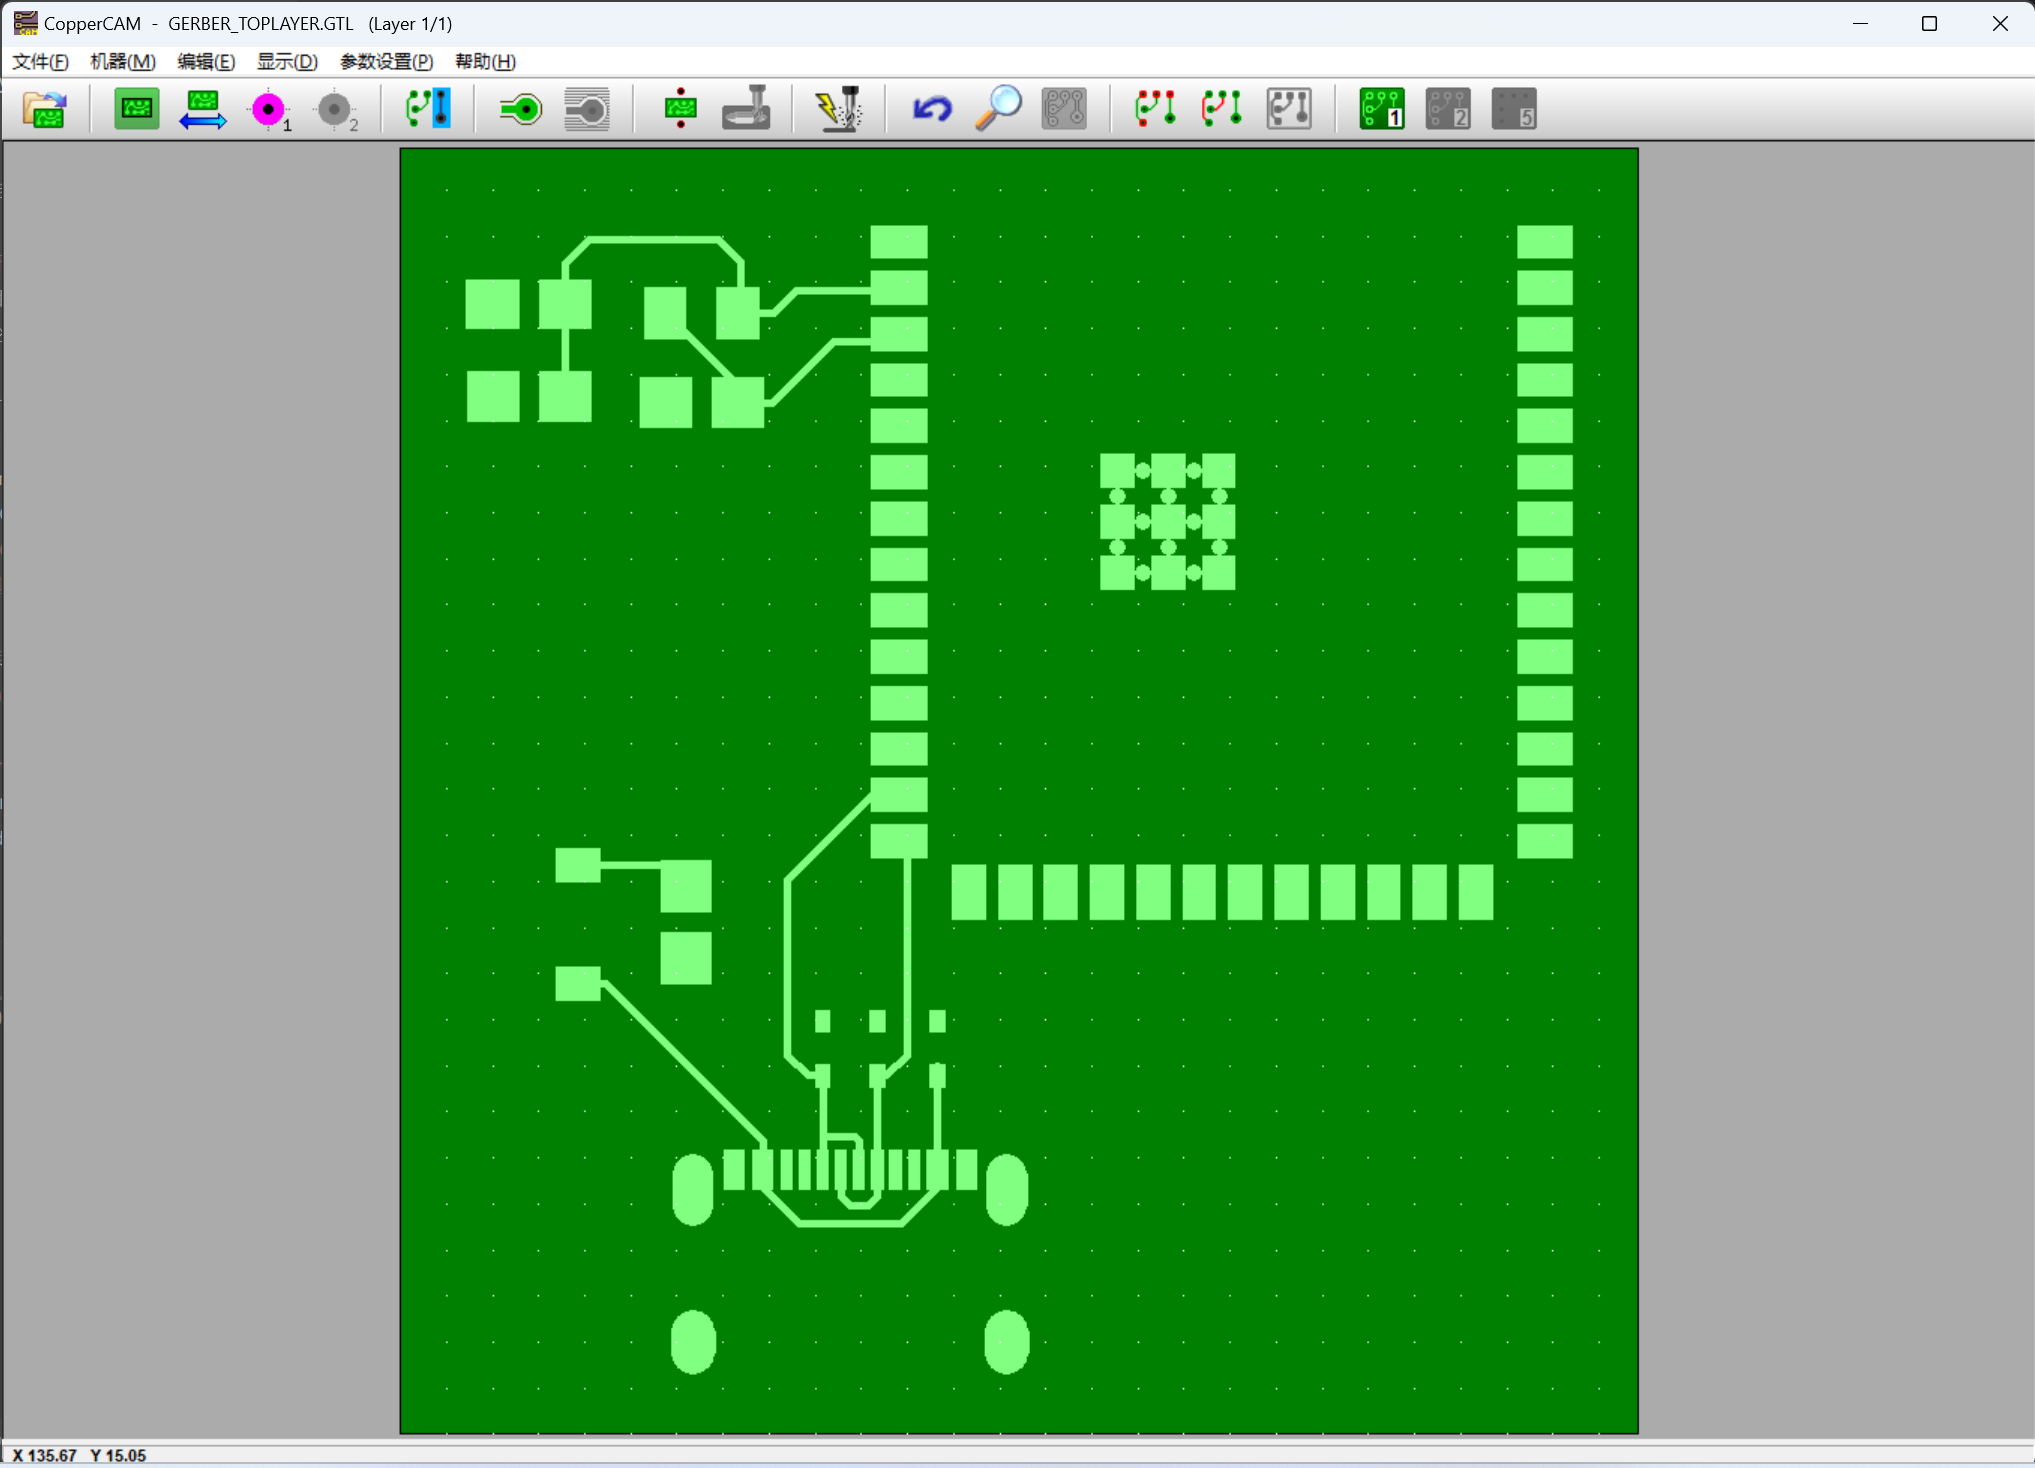 CopperCAM - GERBER_TOPLAYER.GTL (Layer 1/1)
文件(F) 机器(M) 编辑(E) 显示(D) 参数设置(P) 帮助(H)
1 2 1 2 5
X 135.67 Y 15.05